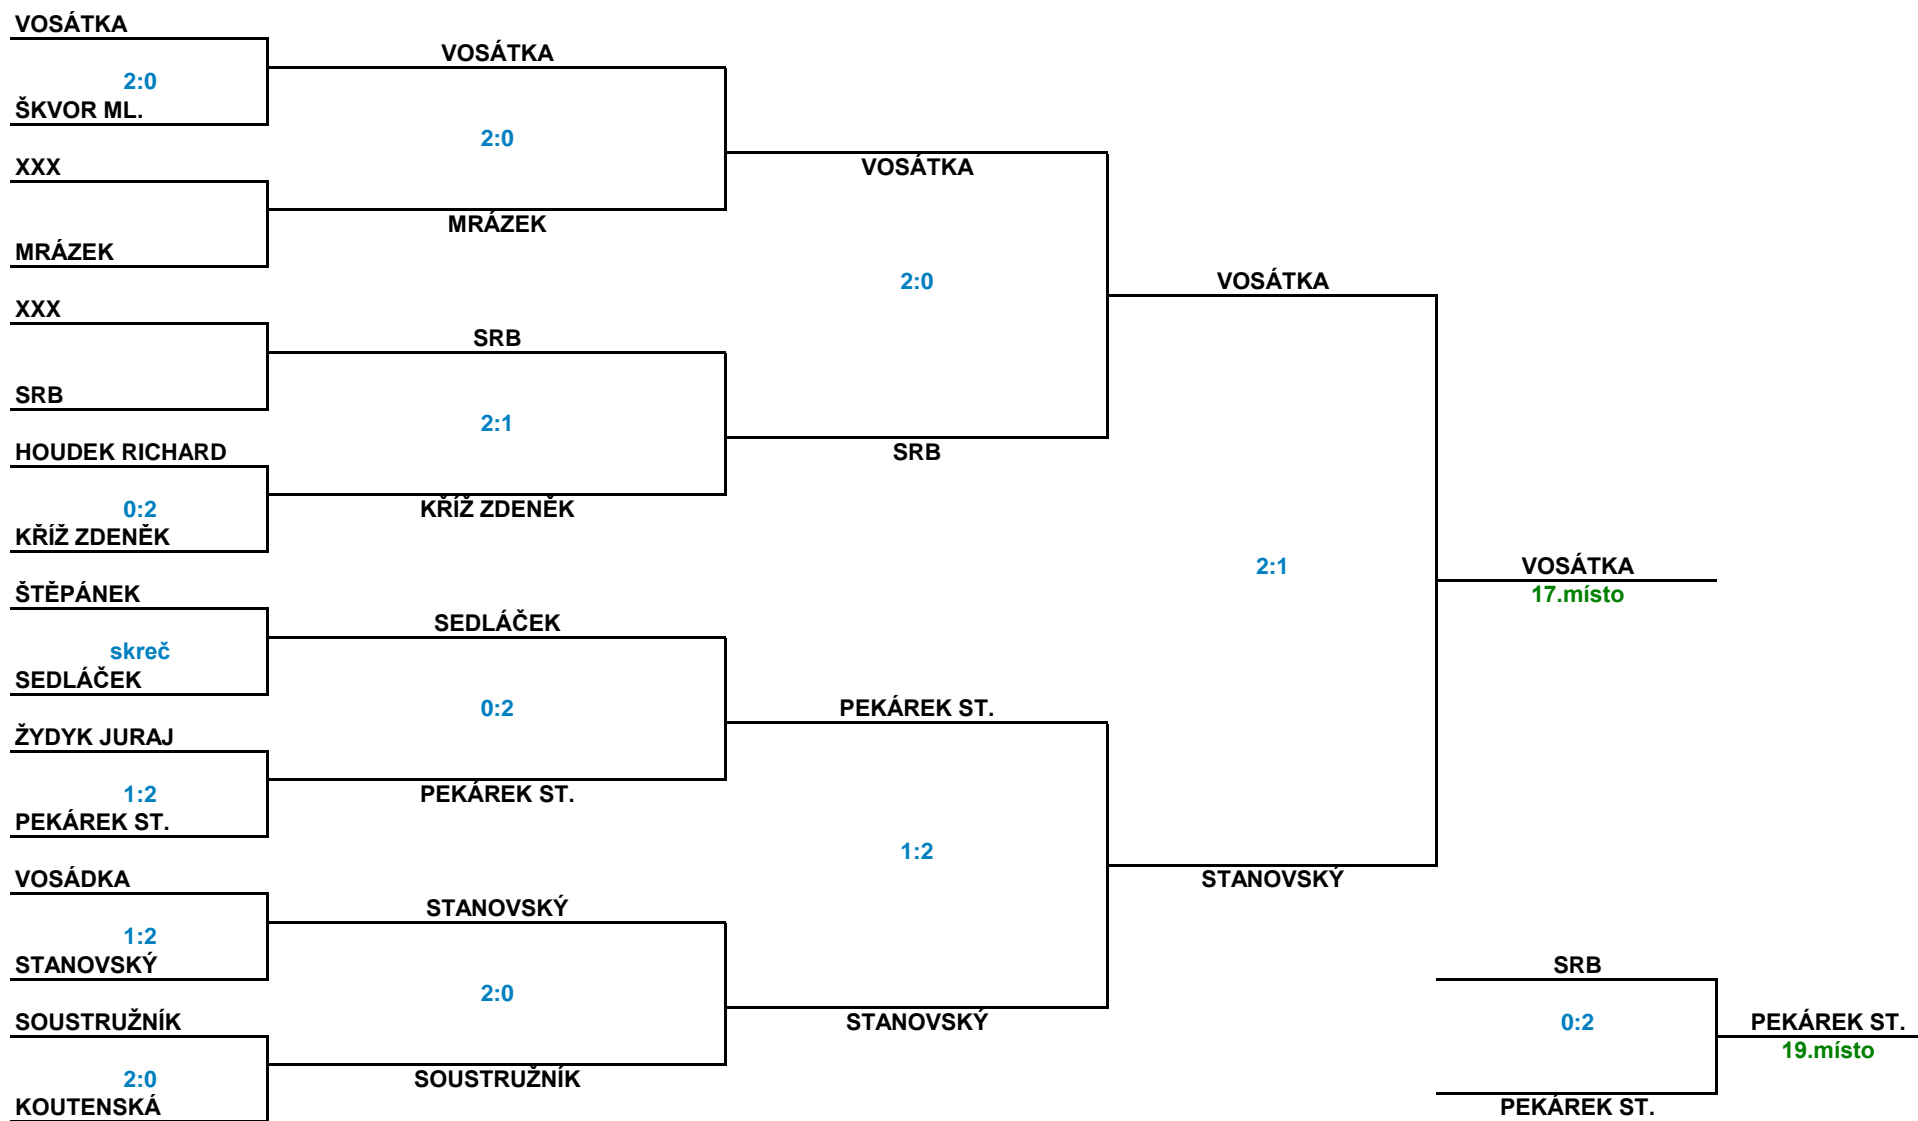 VOSÁTKA
2:0
ŠKVOR ML.
XXX
MRÁZEK
XXX
SRB
HOUDEK RICHARD
0:2
KŘÍŽ ZDENĚK
ŠTĚPÁNEK
skreč
SEDLÁČEK
ŽYDYK JURAJ
1:2
PEKÁREK ST.
VOSÁDKA
1:2
STANOVSKÝ
SOUSTRUŽNÍK
2:0
KOUTENSKÁ
VOSÁTKA
2:0
MRÁZEK
SRB
2:1
KŘÍŽ ZDENĚK
SEDLÁČEK
0:2
PEKÁREK ST.
STANOVSKÝ
2:0
SOUSTRUŽNÍK
VOSÁTKA
2:0
SRB
PEKÁREK ST.
1:2
STANOVSKÝ
VOSÁTKA
2:1
STANOVSKÝ
VOSÁTKA
17.místo
SRB
0:2
PEKÁREK ST.
PEKÁREK ST.
19.místo